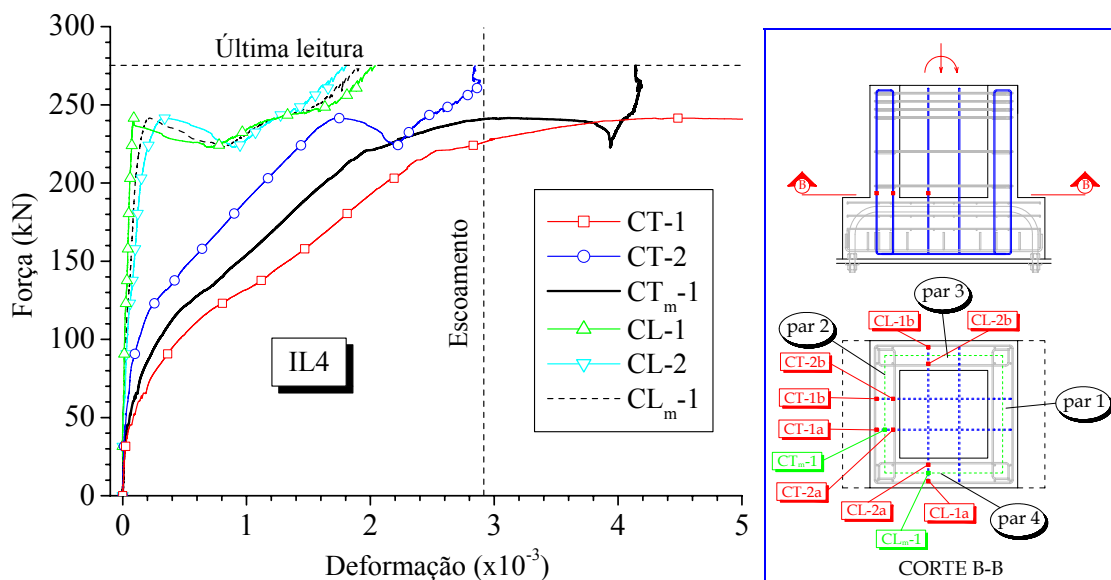 300
250
200
150
100
50
0
Força (kN)
Última leitura
Escoamento
IL4
CT-1
CT-2
CTm-1
CL-1
CL-2
CLm-1
0 1 2 3 4 5
Deformação (x10-3)
B B
par 3
CL-1b CL-2b
par 2
CT-2b
CT-1b
par 1
CT-1a
CTm-1
CT-2a
CL-2a CL-1a
par 4
CLm-1
CORTE B-B